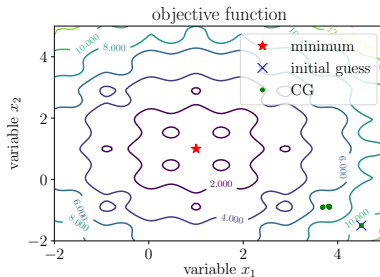 objective function
10.000
8.000
minimum
initial guess
CG
4
2
0
−2
variable x2
6.000
2.000
6.000
8.000
4.000
10.000
−2
0
2
4
variable x1